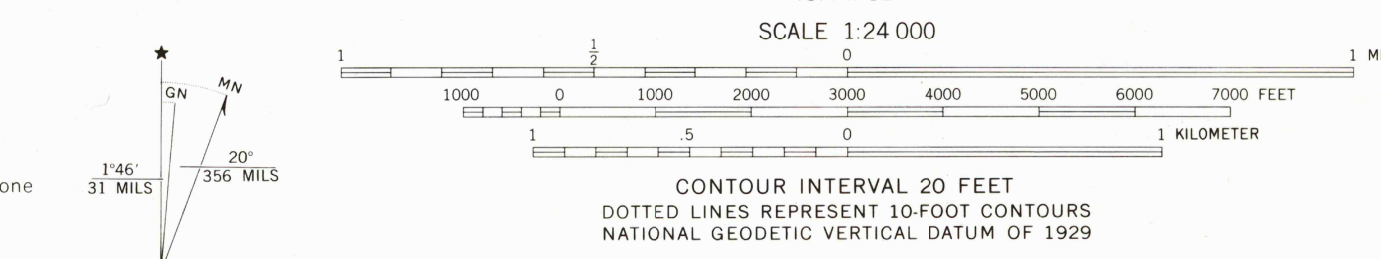 SCALE 1:24 000
1 ½ 0 1
1000 0 1000 2000 3000 4000 5000 6000 7000 FEET
1 .5 0 1 KILOMETER
CONTOUR INTERVAL 20 FEET
DOTTED LINES REPRESENT 10-FOOT CONTOURS
NATIONAL GEODETIC VERTICAL DATUM OF 1929
★
GN
MN
1°46′
31 MILS
20°
356 MILS
one